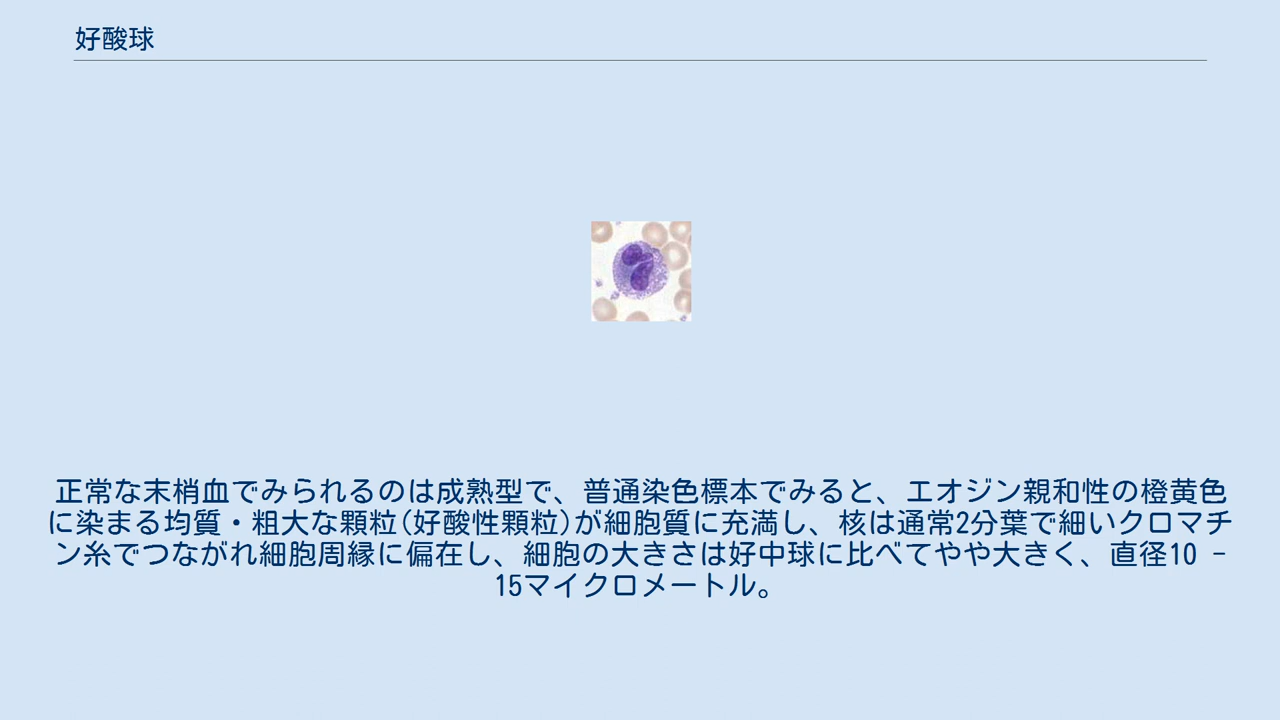 好酸球
正常な末梢血でみられるのは成熟型で、普通染色標本でみると、エオジン親和性の橙黄色
に染まる均質・粗大な顆粒(好酸性顆粒)が細胞質に充満し、核は通常2分葉で細いクロマチ
ン糸でつながれ細胞周縁に偏在し、細胞の大きさは好中球に比べてやや大きく、直径10 -
15マイクロメートル。